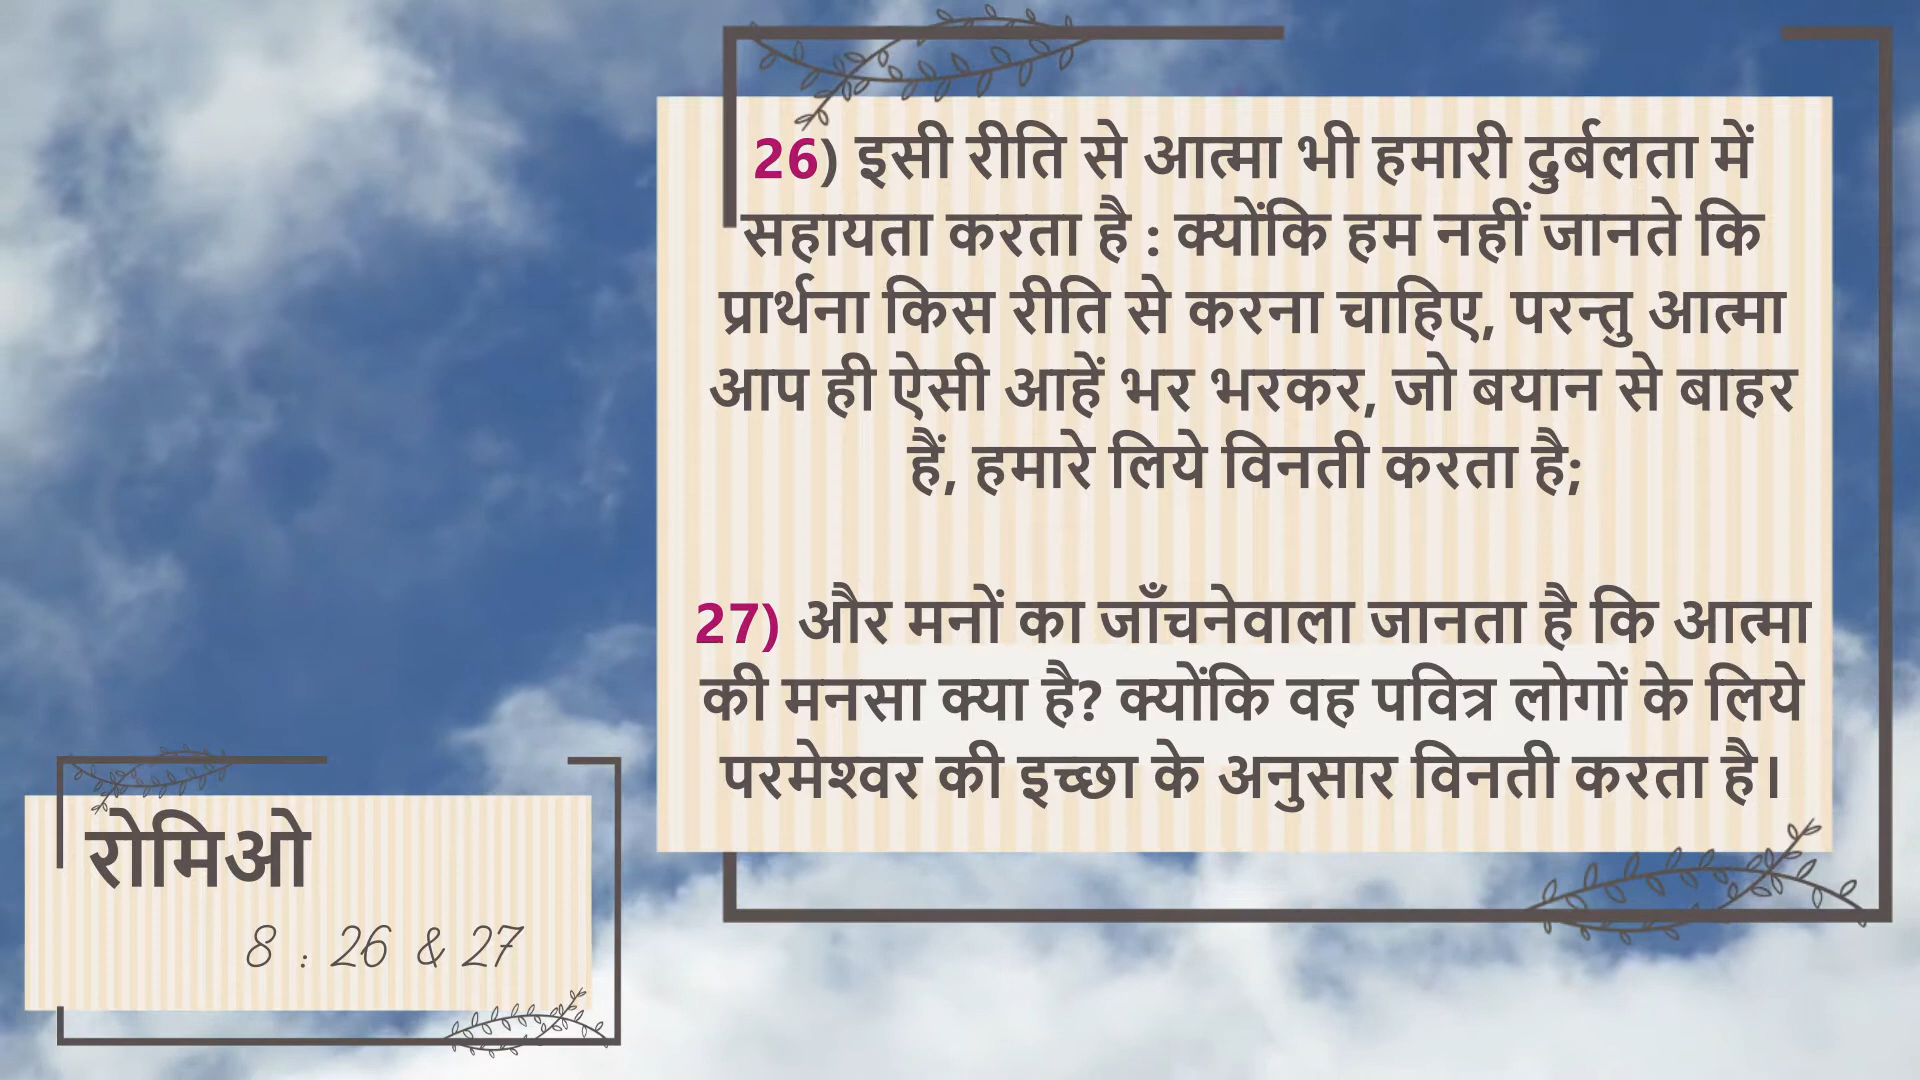 26) इसी रीति से आत्मा भी हमारी दुर्बलता में
सहायता करता है : क्योंकि हम नहीं जानते कि
प्रार्थना किस रीति से करना चाहिए, परन्तु आत्मा
आप ही ऐसी आहें भर भरकर, जो बयान से बाहर
हैं, हमारे लिये विनती करता है;
27) और मनों का जाँचनेवाला जानता है कि आत्मा
की मनसा क्या है? क्योंकि वह पवित्र लोगों के लिये
परमेश्वर की इच्छा के अनुसार विनती करता है।
रोमिओ
8 : 26 & 27